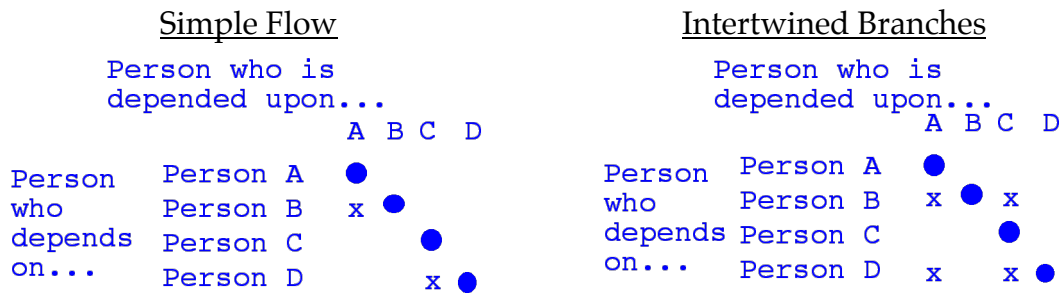 Simple Flow
Person who is
depended upon...
A B C D
Person A
Person B x
Person C
Person D x
Person
who
depends
on...
Intertwined Branches
Person who is
depended upon...
A B C D
Person A
Person B x x
Person C
Person D x x
Person
who
depends
on...